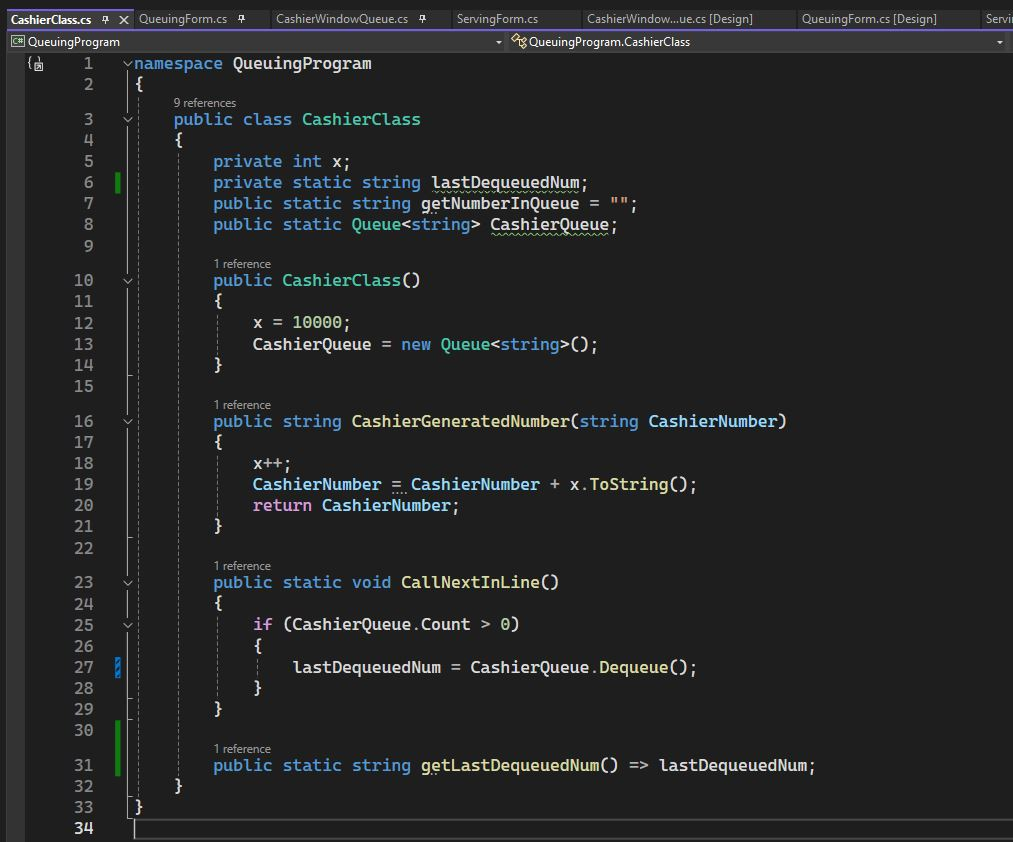 CashierClass.cs QueuingForm.cs CashierWindowQueue.cs ServingForm.cs CashierWindow...ue.cs [Design] QueuingForm.cs [Design] Servi
C# QueuingProgram QueuingProgram.CashierClass
1 namespace QueuingProgram
2 {
9 references
3 public class CashierClass
4 {
5 private int x;
6 private static string lastDequeuedNum;
7 public static string getNumberInQueue = "";
8 public static Queue<string> CashierQueue;
9
1 reference
10 public CashierClass()
11 {
12 x = 10000;
13 CashierQueue = new Queue<string>();
14 }
15
1 reference
16 public string CashierGeneratedNumber(string CashierNumber)
17 {
18 x++;
19 CashierNumber = CashierNumber + x.ToString();
20 return CashierNumber;
21 }
22
1 reference
23 public static void CallNextInLine()
24 {
25 if (CashierQueue.Count > 0)
26 {
27 lastDequeuedNum = CashierQueue.Dequeue();
28 }
29 }
30
1 reference
31 public static string getLastDequeuedNum() => lastDequeuedNum;
32 }
33 }
34